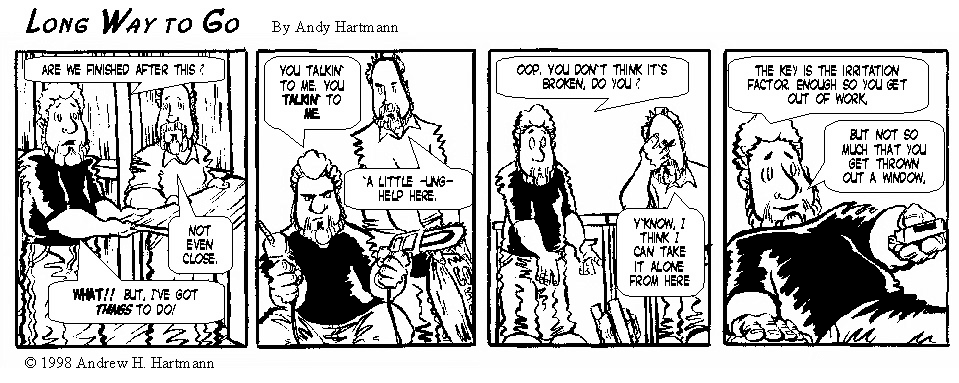 LONG WAY TO GO
By Andy Hartmann
ARE WE FINISHED AFTER THIS?
NOT
EVEN
CLOSE.
WHAT!! BUT, I'VE GOT
THINGS TO DO!
YOU TALKIN'
TO ME. YOU
TALKIN' TO
ME.
'A LITTLE -UNG-
HELP HERE.
OOP. YOU DON'T THINK IT'S
BROKEN, DO YOU?
Y'KNOW, I
THINK I
CAN TAKE
IT ALONE
FROM HERE
THE KEY IS THE IRRITATION
FACTOR. ENOUGH SO YOU GET
OUT OF WORK,
BUT NOT SO
MUCH THAT YOU
GET THROWN
OUT A WINDOW.
© 1998 Andrew H. Hartmann